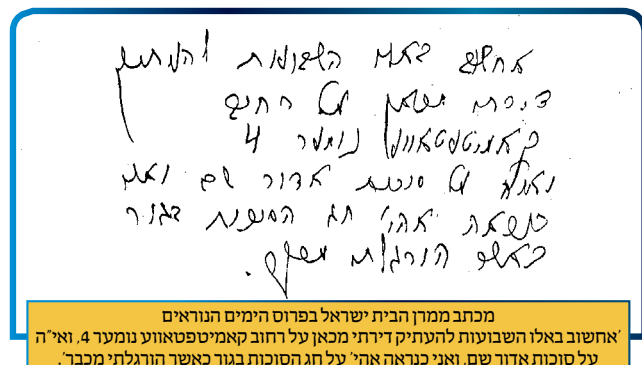 אחשוב באלו השבועות להעתיק
דירתי מכאן על רחוב
קאמיטפטאווע נומער 4
ואי"ה על סוכות אדור שם ואני
כנראה אהי' חג הסוכות בגור
כאשר הורגלתי מכבר.
מכתב ממרן הבית ישראל בפרוס הימים הנוראים
'אחשוב באלו השבועות להעתיק דירתי מכאן על רחוב קאמיטפטאווע נומער 4, ואי"ה
על סוכות אדור שם, ואני כנראה אהי' על חג הסוכות בגור כאשר הורגלתי מכבר'.